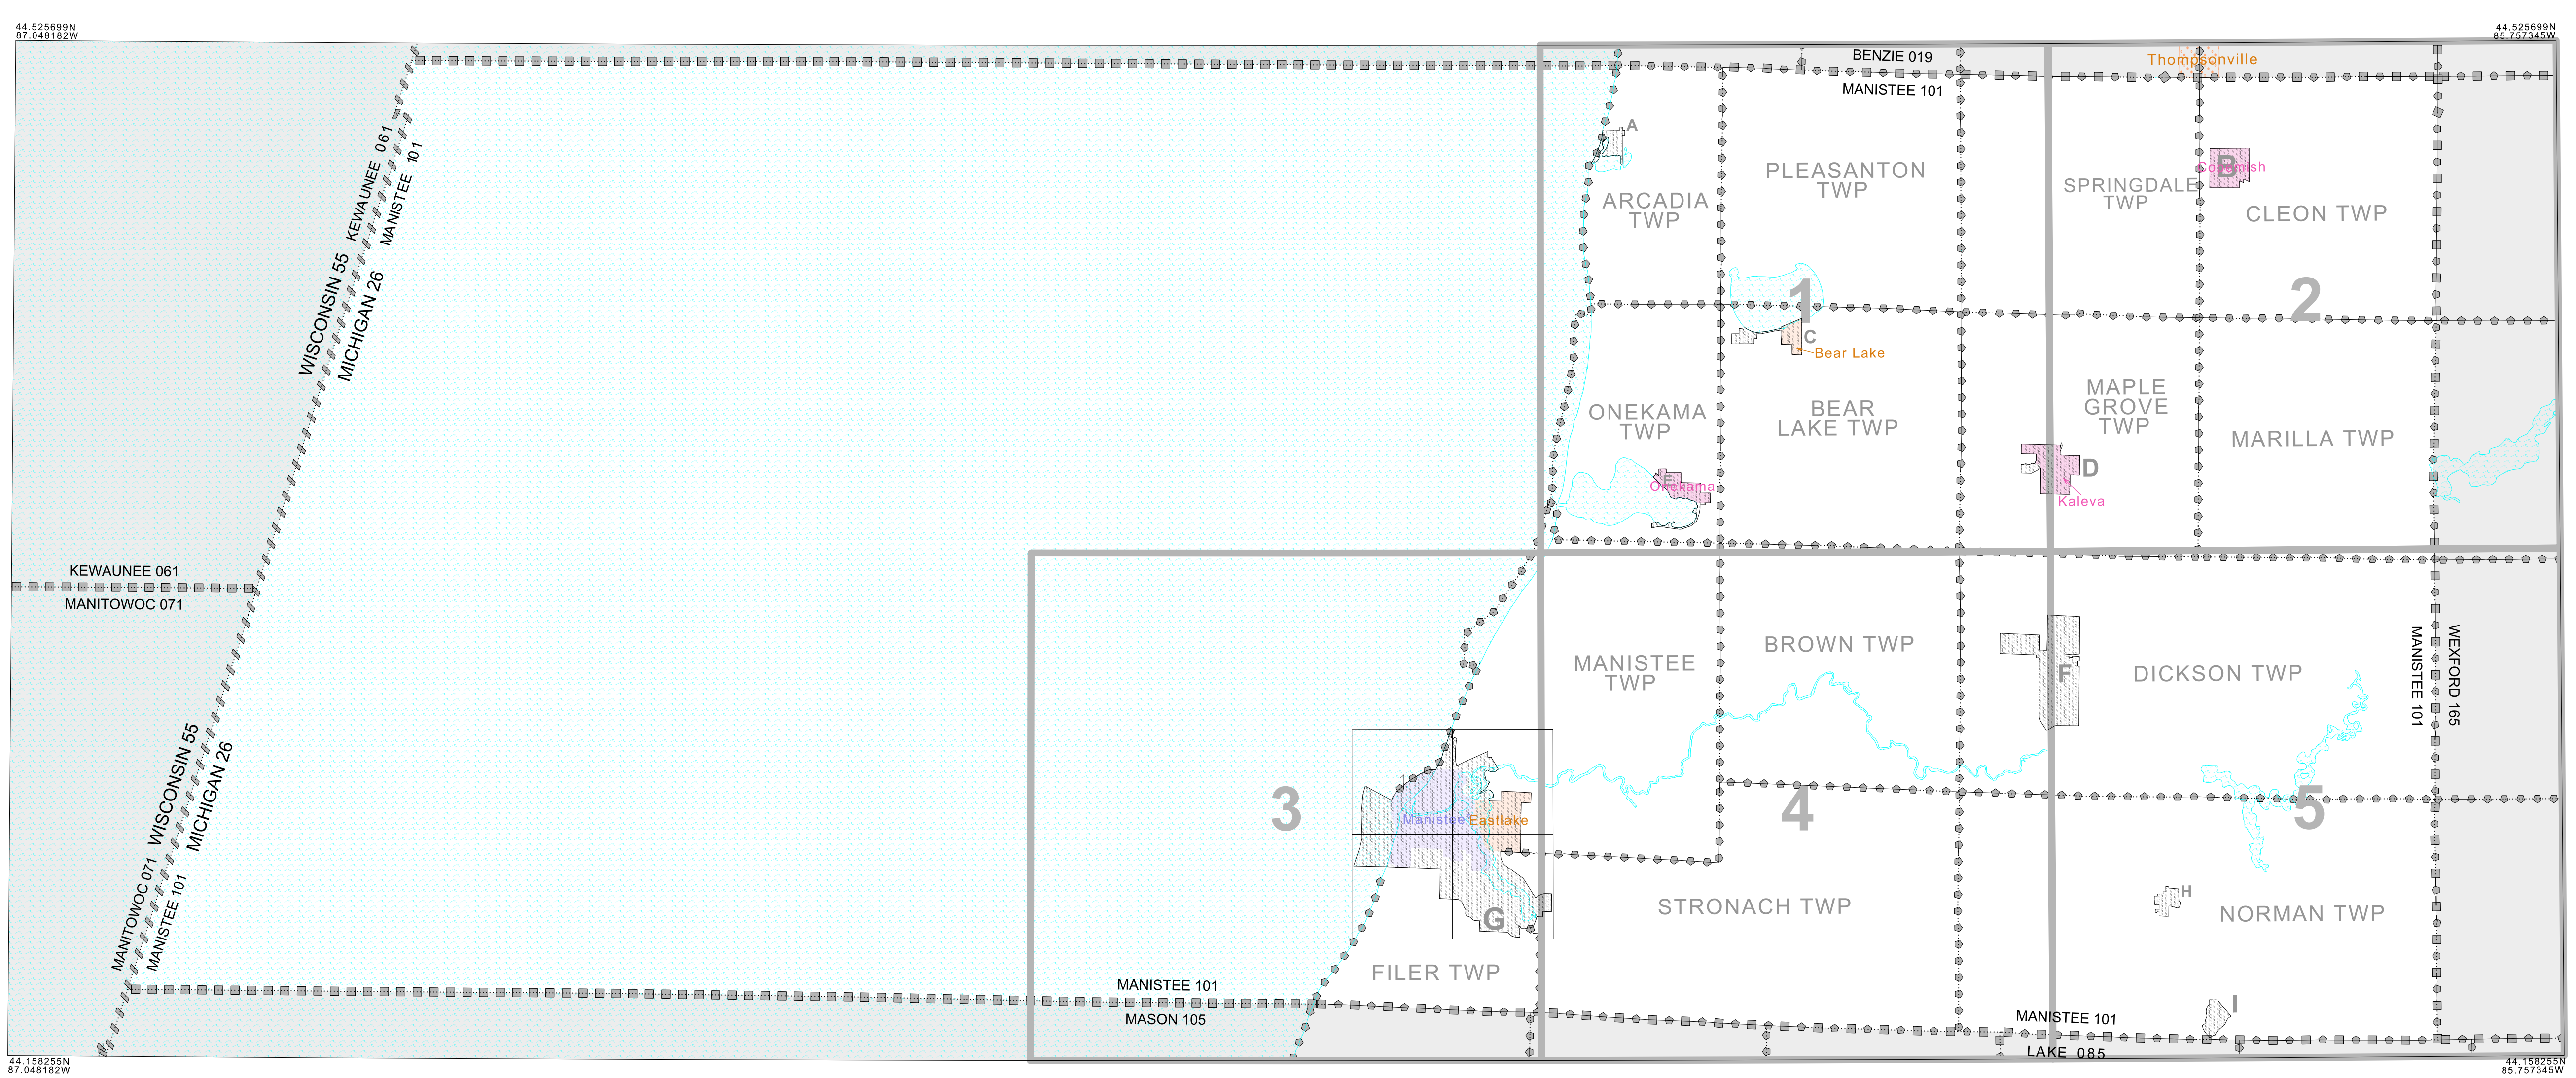 44.525699N
87.048182W
44.525699N
85.757345W
BENZIE 019
MANISTEE 101
Thompsonville
KEWAUNEE 061
MANISTEE 101
WISCONSIN 55
MICHIGAN 26
A
B
Copemish
PLEASANTON
TWP
ARCADIA
TWP
SPRINGDALE
TWP
CLEON TWP
1
2
C
Bear Lake
ONEKAMA
TWP
BEAR
LAKE TWP
MAPLE
GROVE
TWP
MARILLA TWP
E
Onekama
D
Kaleva
KEWAUNEE 061
MANITOWOC 071
MANISTEE
TWP
BROWN TWP
F
DICKSON TWP
MANISTEE 101
WEXFORD 165
WISCONSIN 55
MICHIGAN 26
MANITOWOC 071
MANISTEE 101
3
1
Manistee
Eastlake
4
5
G
STRONACH TWP
H
NORMAN TWP
FILER TWP
I
MANISTEE 101
MASON 105
MANISTEE 101
LAKE 085
44.158255N
87.048182W
44.158255N
85.757345W